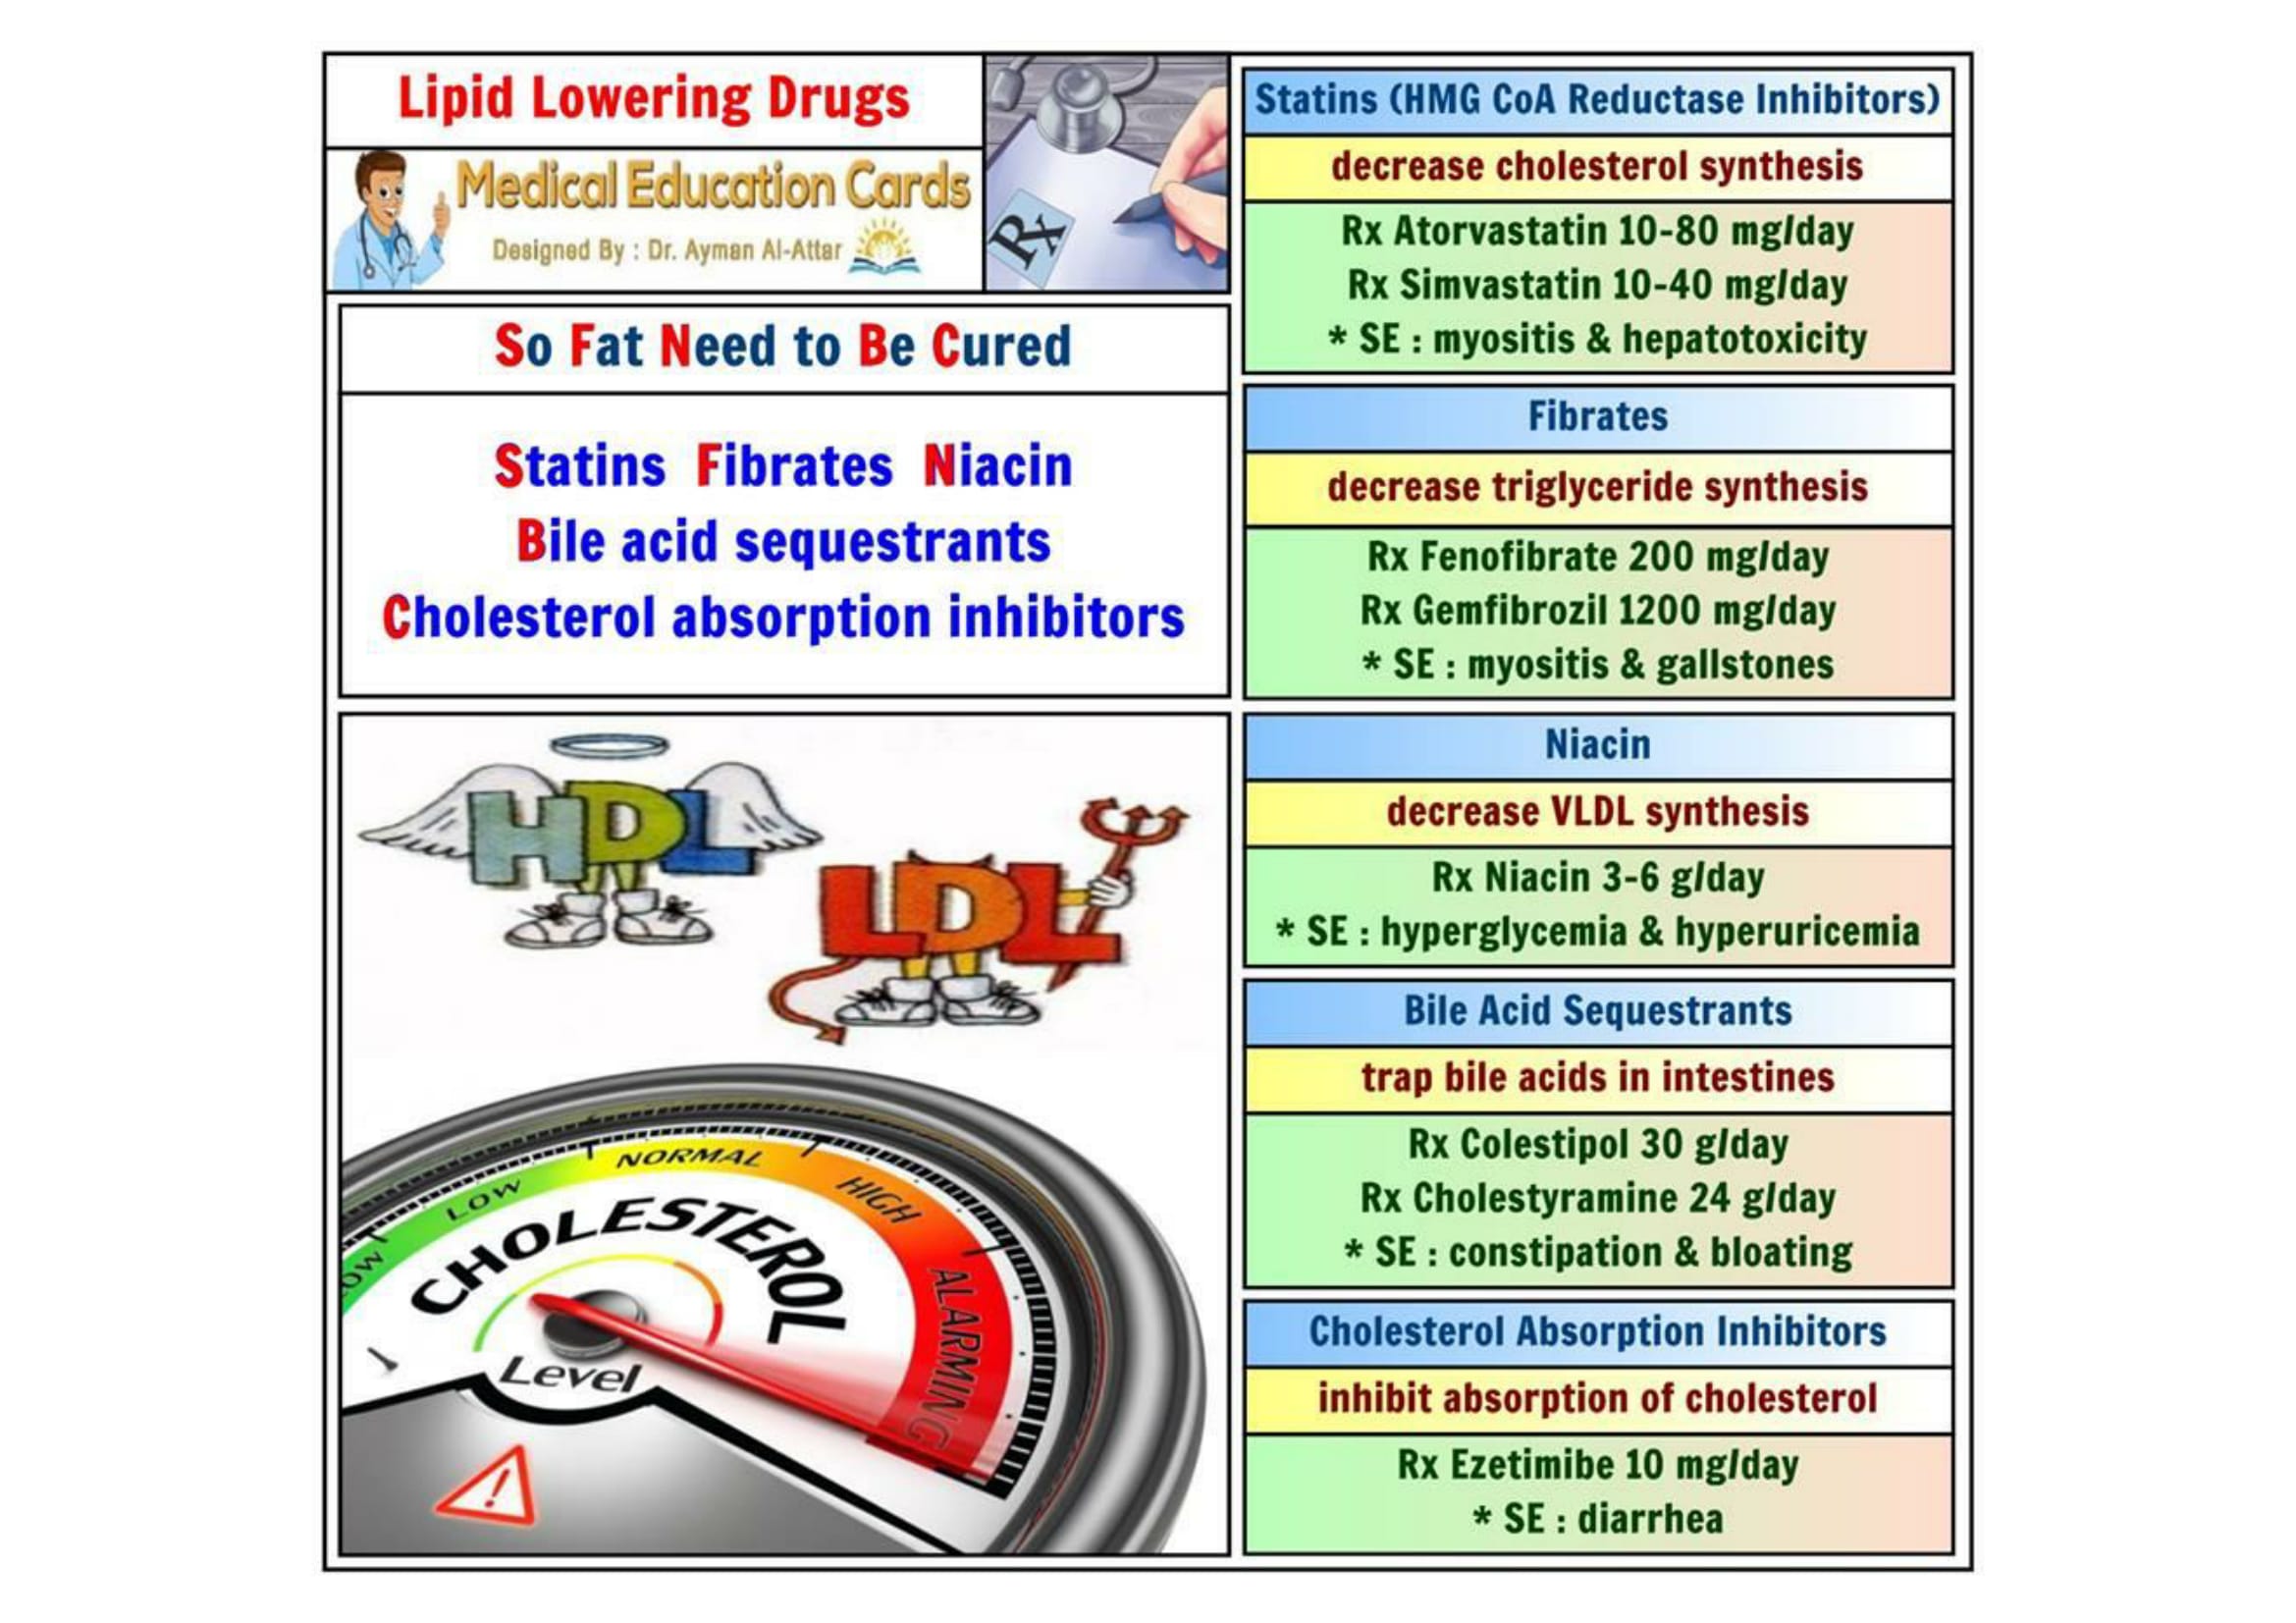 Lipid Lowering Drugs
Medical Education Cards
Designed By : Dr. Ayman Al-Attar
Rx
So Fat Need to Be Cured
Statins Fibrates Niacin
Bile acid sequestrants
Cholesterol absorption inhibitors
HDL
LDL
LOW
LOW
NORMAL
HIGH
ALARMING
CHOLESTEROL
Level
!
Statins (HMG CoA Reductase Inhibitors)
decrease cholesterol synthesis
Rx Atorvastatin 10-80 mg/day
Rx Simvastatin 10-40 mg/day
* SE : myositis & hepatotoxicity
Fibrates
decrease triglyceride synthesis
Rx Fenofibrate 200 mg/day
Rx Gemfibrozil 1200 mg/day
* SE : myositis & gallstones
Niacin
decrease VLDL synthesis
Rx Niacin 3-6 g/day
* SE : hyperglycemia & hyperuricemia
Bile Acid Sequestrants
trap bile acids in intestines
Rx Colestipol 30 g/day
Rx Cholestyramine 24 g/day
* SE : constipation & bloating
Cholesterol Absorption Inhibitors
inhibit absorption of cholesterol
Rx Ezetimibe 10 mg/day
* SE : diarrhea